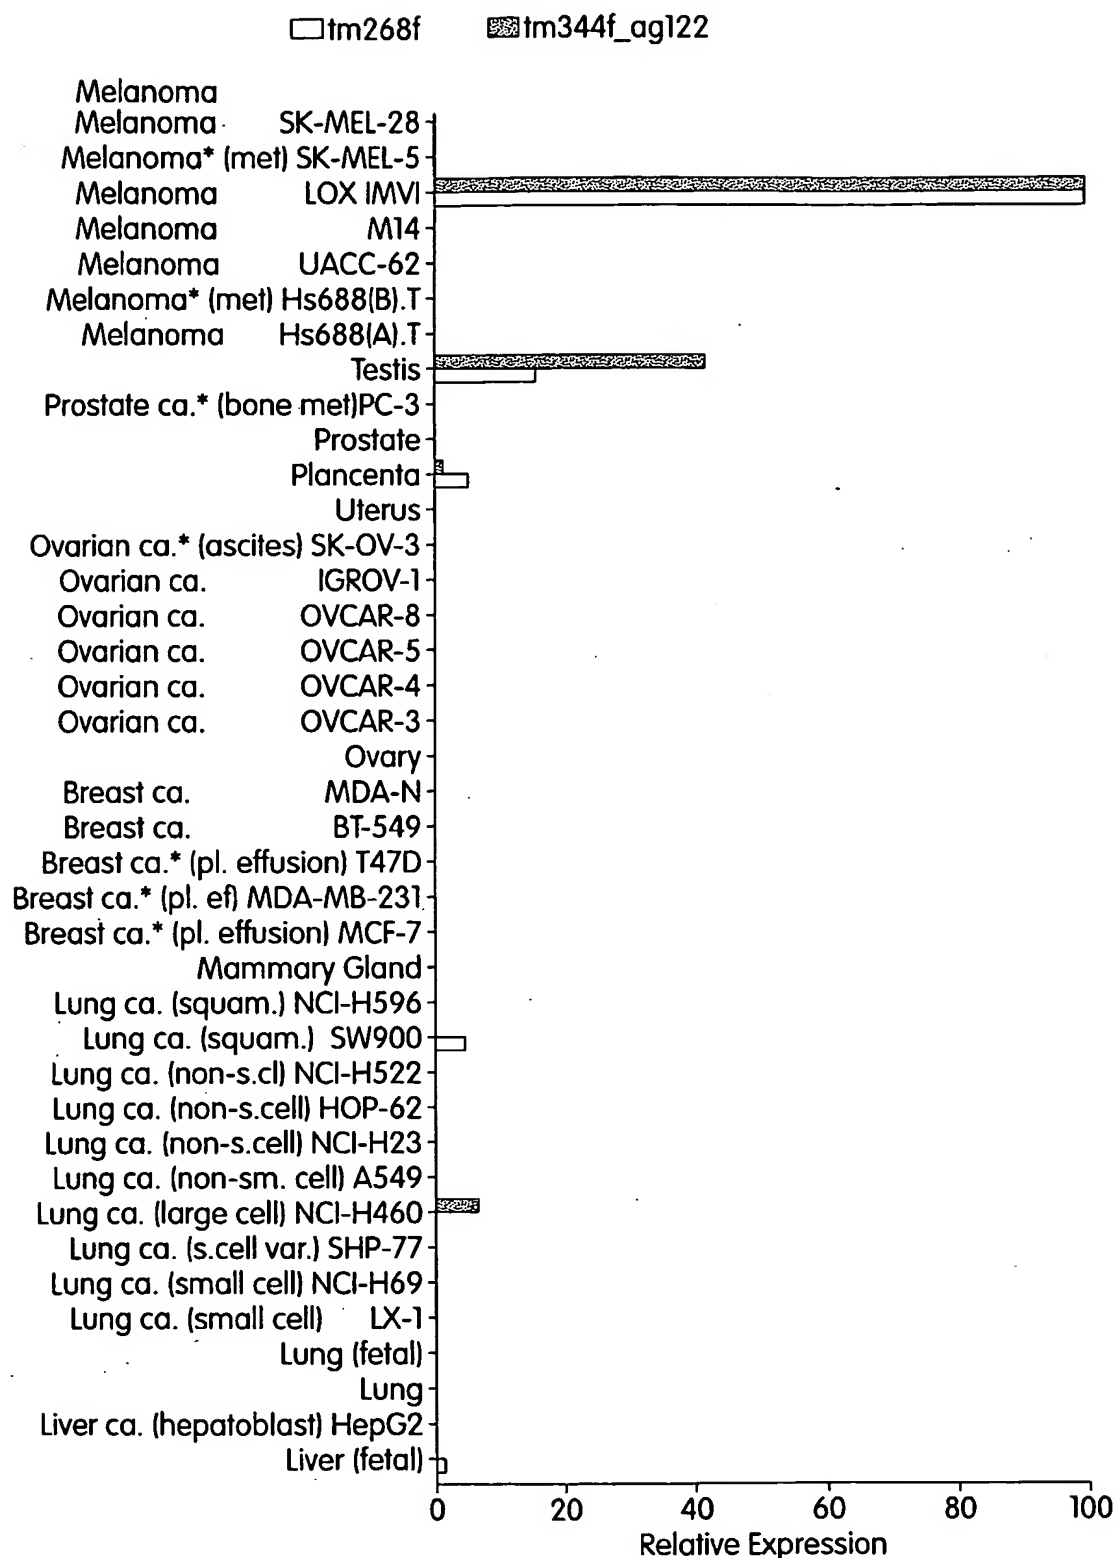 tm268f tm344f_ag122
Melanoma
Melanoma SK-MEL-28
Melanoma* (met) SK-MEL-5
Melanoma LOX IMVI
Melanoma M14
Melanoma UACC-62
Melanoma* (met) Hs688(B).T
Melanoma Hs688(A).T
Testis
Prostate ca.* (bone met)PC-3
Prostate
Plancenta
Uterus
Ovarian ca.* (ascites) SK-OV-3
Ovarian ca. IGROV-1
Ovarian ca. OVCAR-8
Ovarian ca. OVCAR-5
Ovarian ca. OVCAR-4
Ovarian ca. OVCAR-3
Ovary
Breast ca. MDA-N
Breast ca. BT-549
Breast ca.* (pl. effusion) T47D
Breast ca.* (pl. ef) MDA-MB-231
Breast ca.* (pl. effusion) MCF-7
Mammary Gland
Lung ca. (squam.) NCI-H596
Lung ca. (squam.) SW900
Lung ca. (non-s.cl) NCI-H522
Lung ca. (non-s.cell) HOP-62
Lung ca. (non-s.cell) NCI-H23
Lung ca. (non-sm. cell) A549
Lung ca. (large cell) NCI-H460
Lung ca. (s.cell var.) SHP-77
Lung ca. (small cell) NCI-H69
Lung ca. (small cell) LX-1
Lung (fetal)
Lung
Liver ca. (hepatoblast) HepG2
Liver (fetal)
0 20 40 60 80 100
Relative Expression